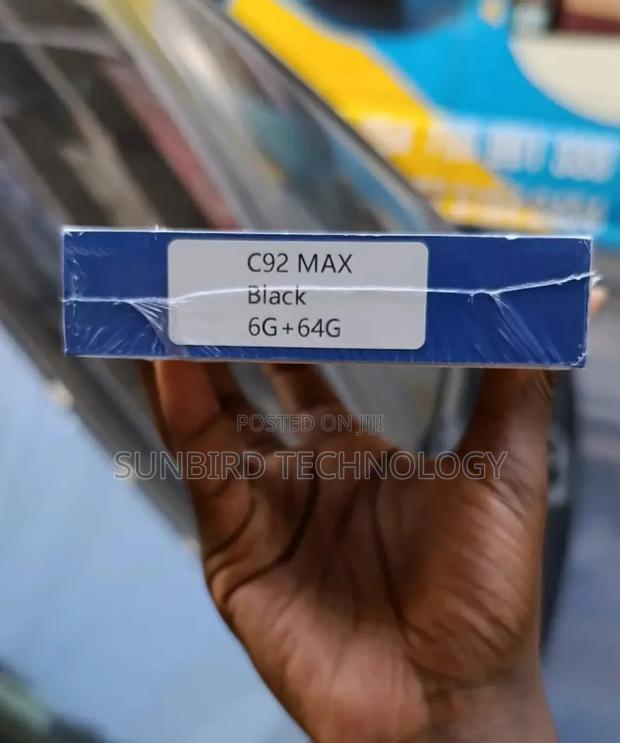 C92 MAX
Black
6G+64G
POSTED ON JIJI
SUNBIRD TECHNOLOGY